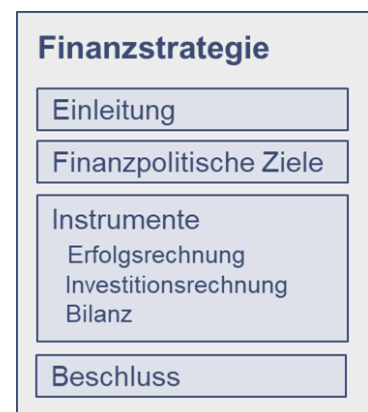 Finanzstrategie
Einleitung
Finanzpolitische Ziele
Instrumente
Erfolgsrechnung
Investitionsrechnung
Bilanz
Beschluss